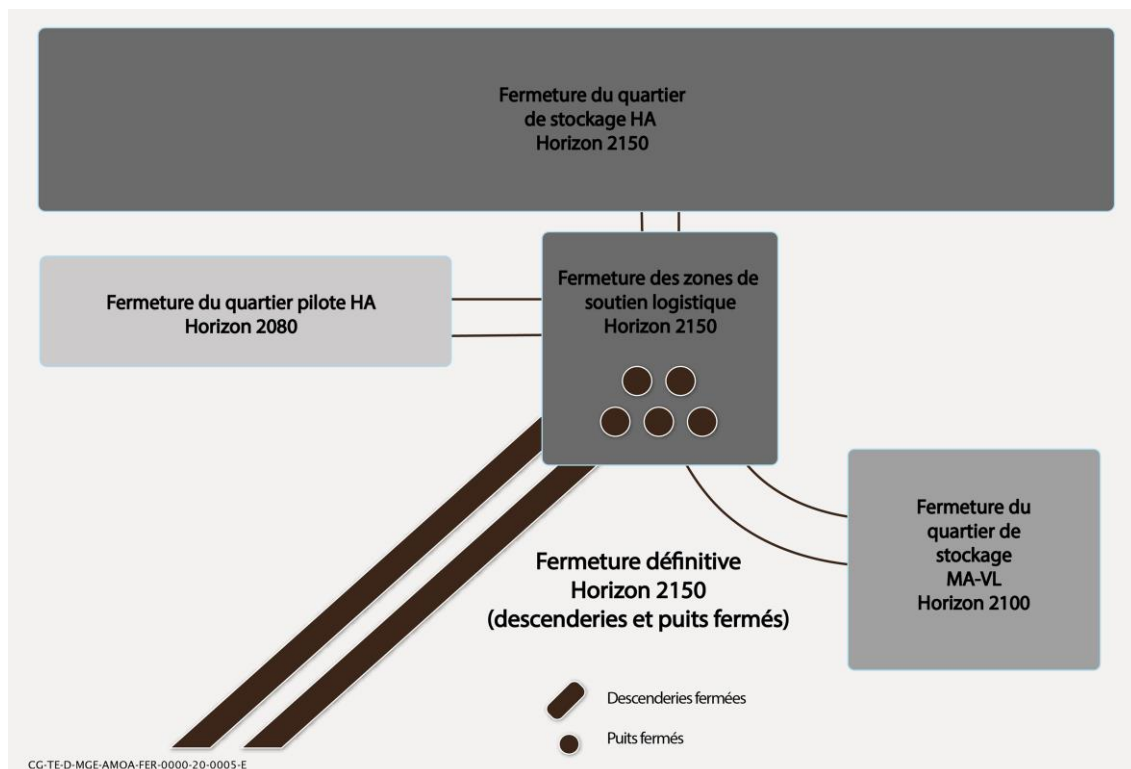 Fermeture du quartier
de stockage HA
Horizon 2150
Fermeture des zones de
soutien logistique
Horizon 2150
Fermeture du quartier pilote HA
Horizon 2080
Fermeture du
quartier de
stockage
MA-VL
Horizon 2100
Fermeture définitive
Horizon 2150
(descenderies et puits fermés)
Descenderies fermées
Puits fermés
CG-TE-D-MGE-AMOA-FER-0000-20-0005-E